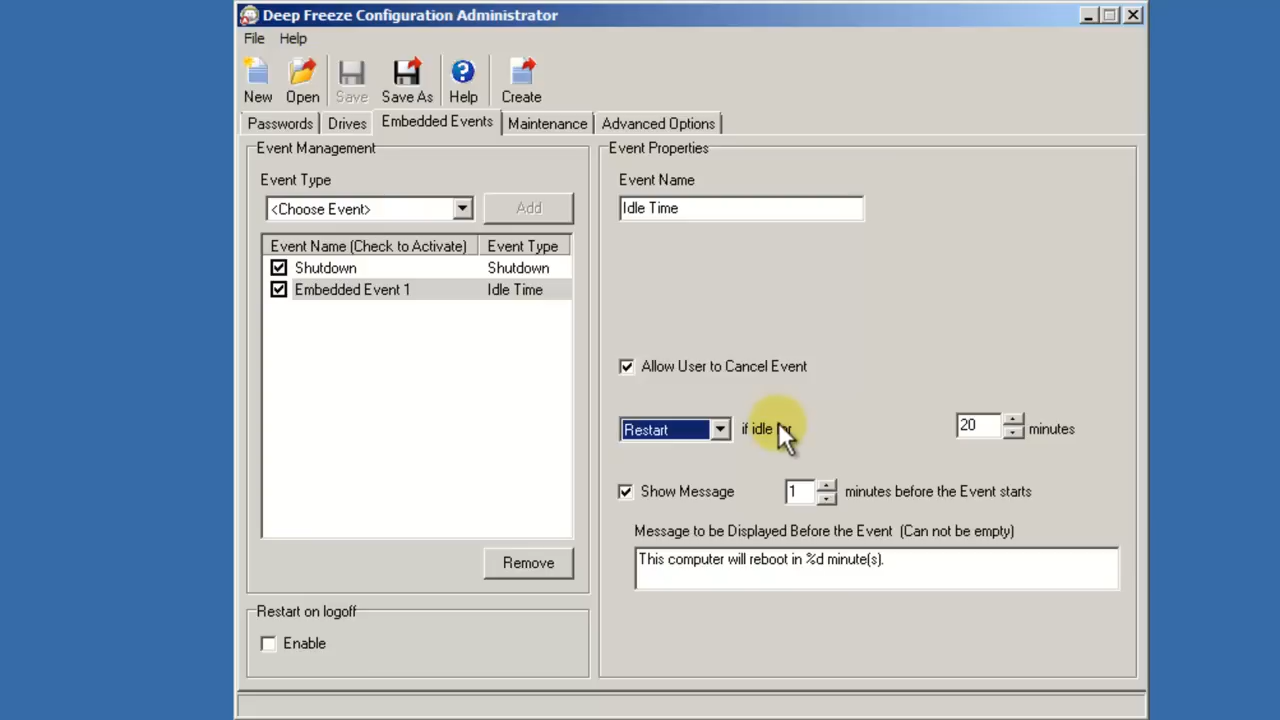 Deep Freeze Configuration Administrator
File Help
New Open Save Save As Help Create
Passwords Drives Embedded Events Maintenance Advanced Options
Event Management
Event Type
<Choose Event> Add
Event Name (Check to Activate) Event Type
Shutdown Shutdown
Embedded Event 1 Idle Time
Remove
Restart on logoff
Enable
Event Properties
Event Name
Idle Time
Allow User to Cancel Event
Restart if idle for 20 minutes
Show Message 1 minutes before the Event starts
Message to be Displayed Before the Event (Can not be empty)
This computer will reboot in %d minute(s).